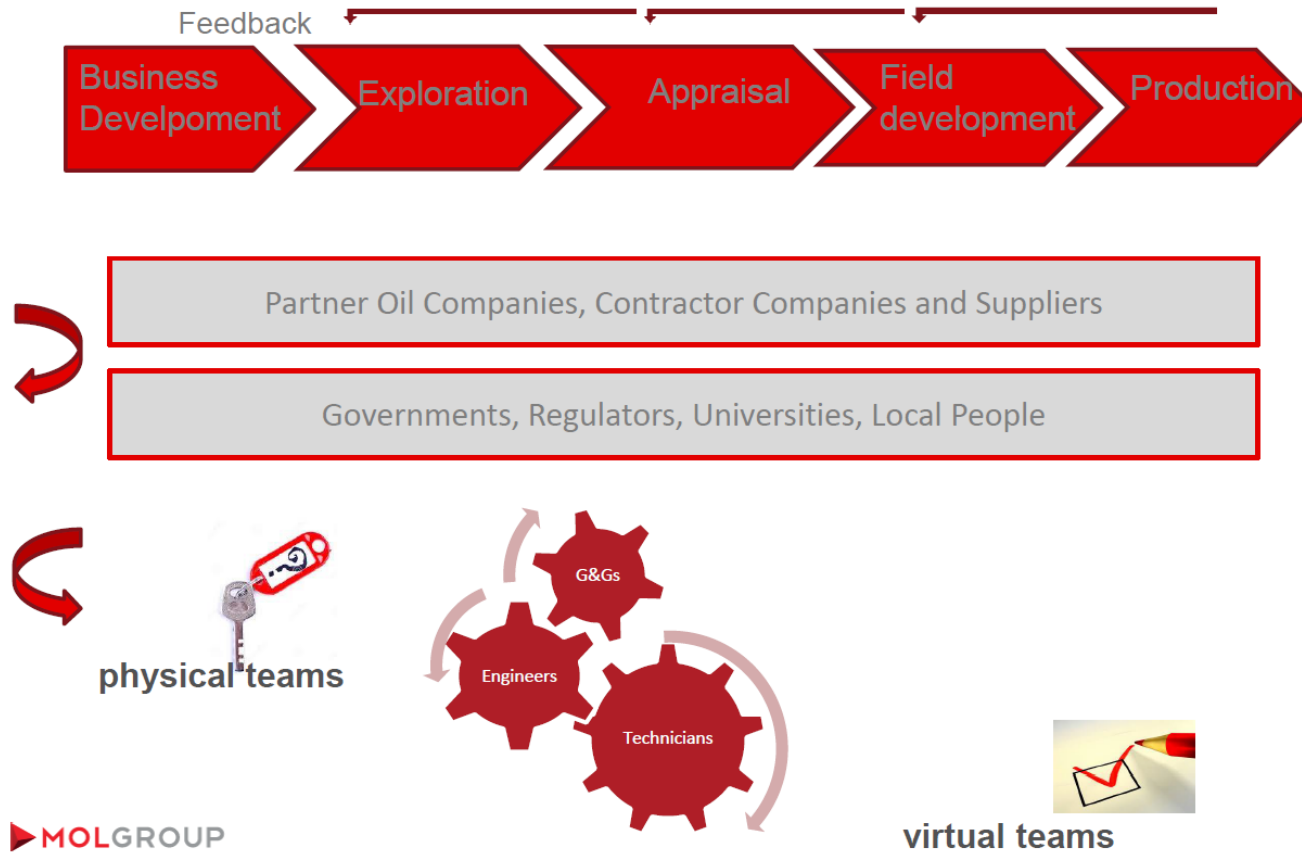 Feedback
Business
Develpoment
Exploration
Appraisal
Field
development
Production
Partner Oil Companies, Contractor Companies and Suppliers
Governments, Regulators, Universities, Local People
?
G&Gs
Engineers
Technicians
physical teams
virtual teams
MOLGROUP